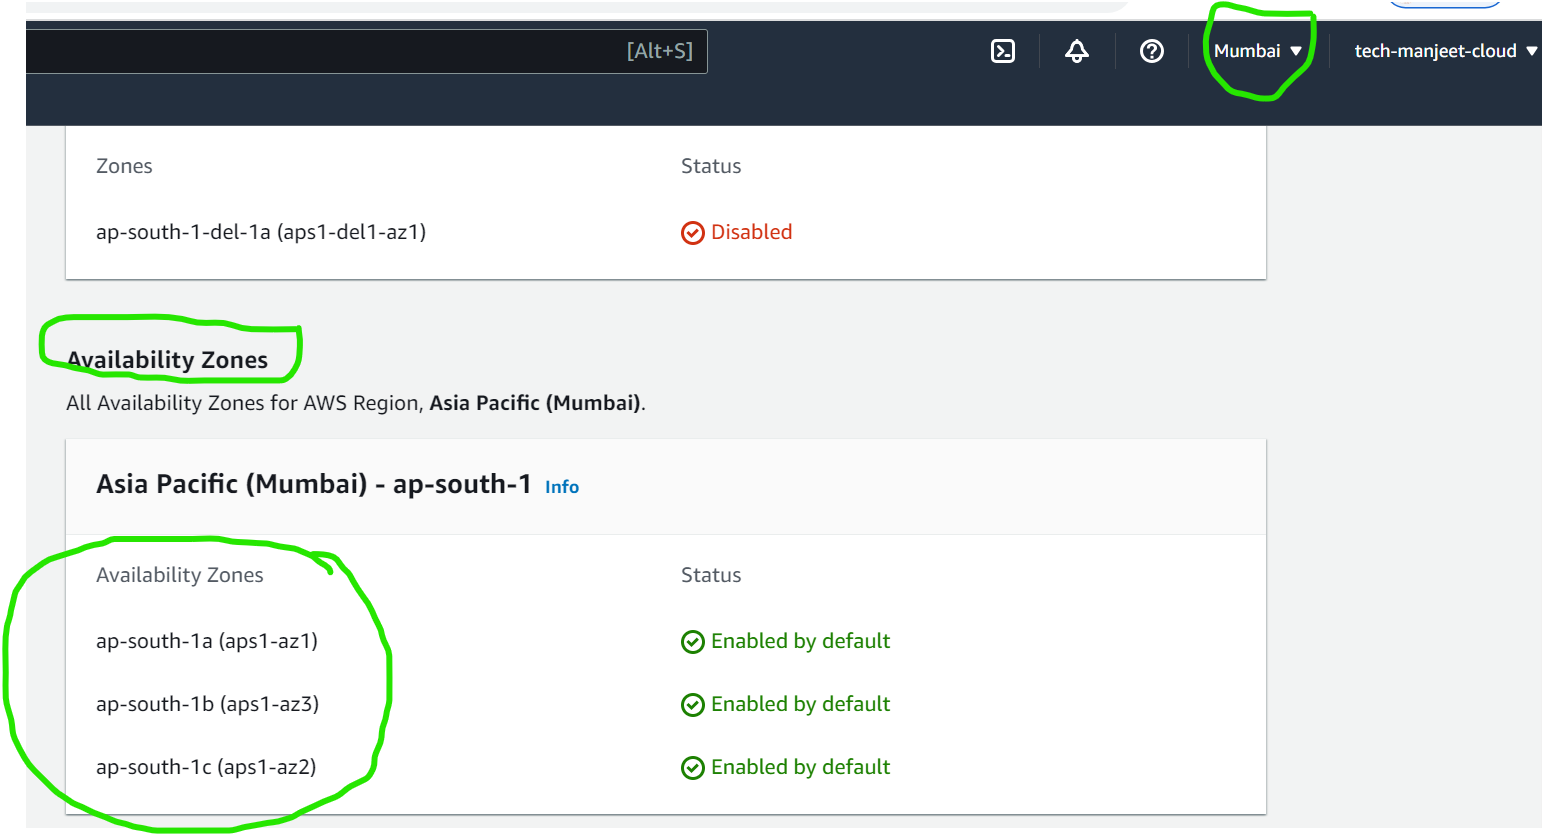 [Alt+S] Mumbai ▼ tech-manjeet-cloud ▼
Zones Status
ap-south-1-del-1a (aps1-del1-az1) Disabled
Availability Zones
All Availability Zones for AWS Region, Asia Pacific (Mumbai).
Asia Pacific (Mumbai) - ap-south-1 Info
Availability Zones Status
ap-south-1a (aps1-az1) Enabled by default
ap-south-1b (aps1-az3) Enabled by default
ap-south-1c (aps1-az2) Enabled by default